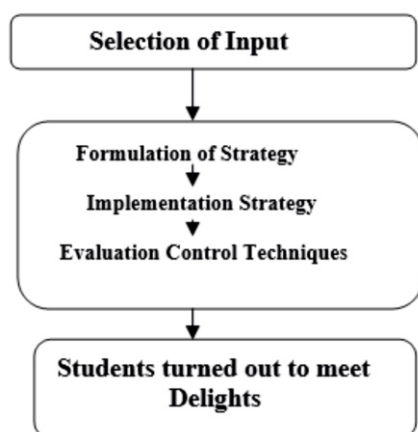 Selection of Input
Formulation of Strategy
Implementation Strategy
Evaluation Control Techniques
Students turned out to meet
Delights